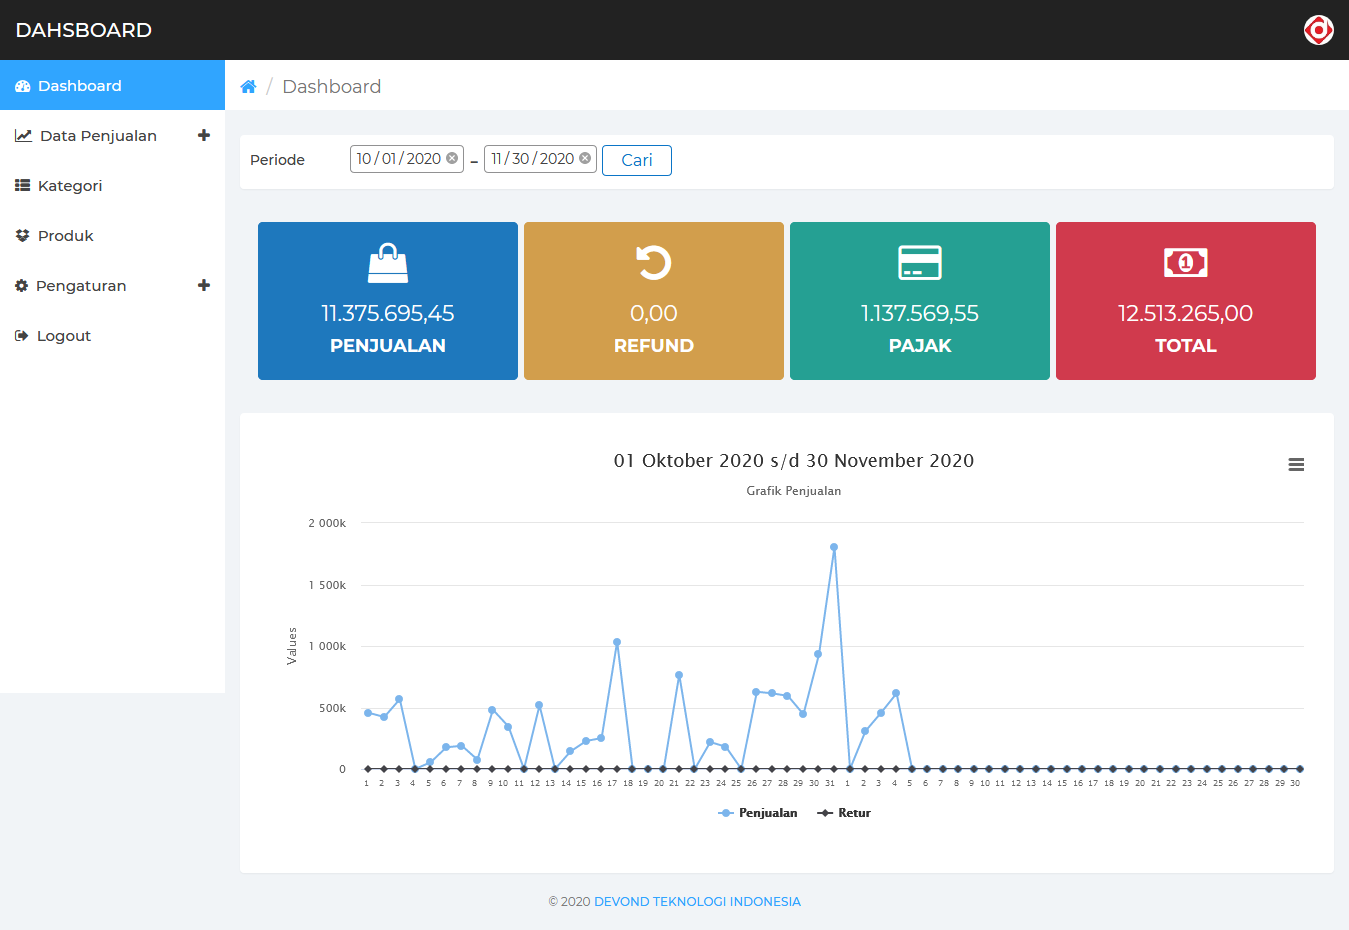 DAHSBOARD
Dashboard
/ Dashboard
Data Penjualan
Kategori
Produk
Pengaturan
Logout
Periode 10/01/2020 – 11/30/2020 Cari
11.375.695,45
PENJUALAN
0,00
REFUND
1.137.569,55
PAJAK
12.513.265,00
TOTAL
01 Oktober 2020 s/d 30 November 2020
Grafik Penjualan
Values
2 000k
1 500k
1 000k
500k
0
1 2 3 4 5 6 7 8 9 10 11 12 13 14 15 16 17 18 19 20 21 22 23 24 25 26 27 28 29 30 31 1 2 3 4 5 6 7 8 9 10 11 12 13 14 15 16 17 18 19 20 21 22 23 24 25 26 27 28 29 30
Penjualan Retur
© 2020 DEVOND TEKNOLOGI INDONESIA